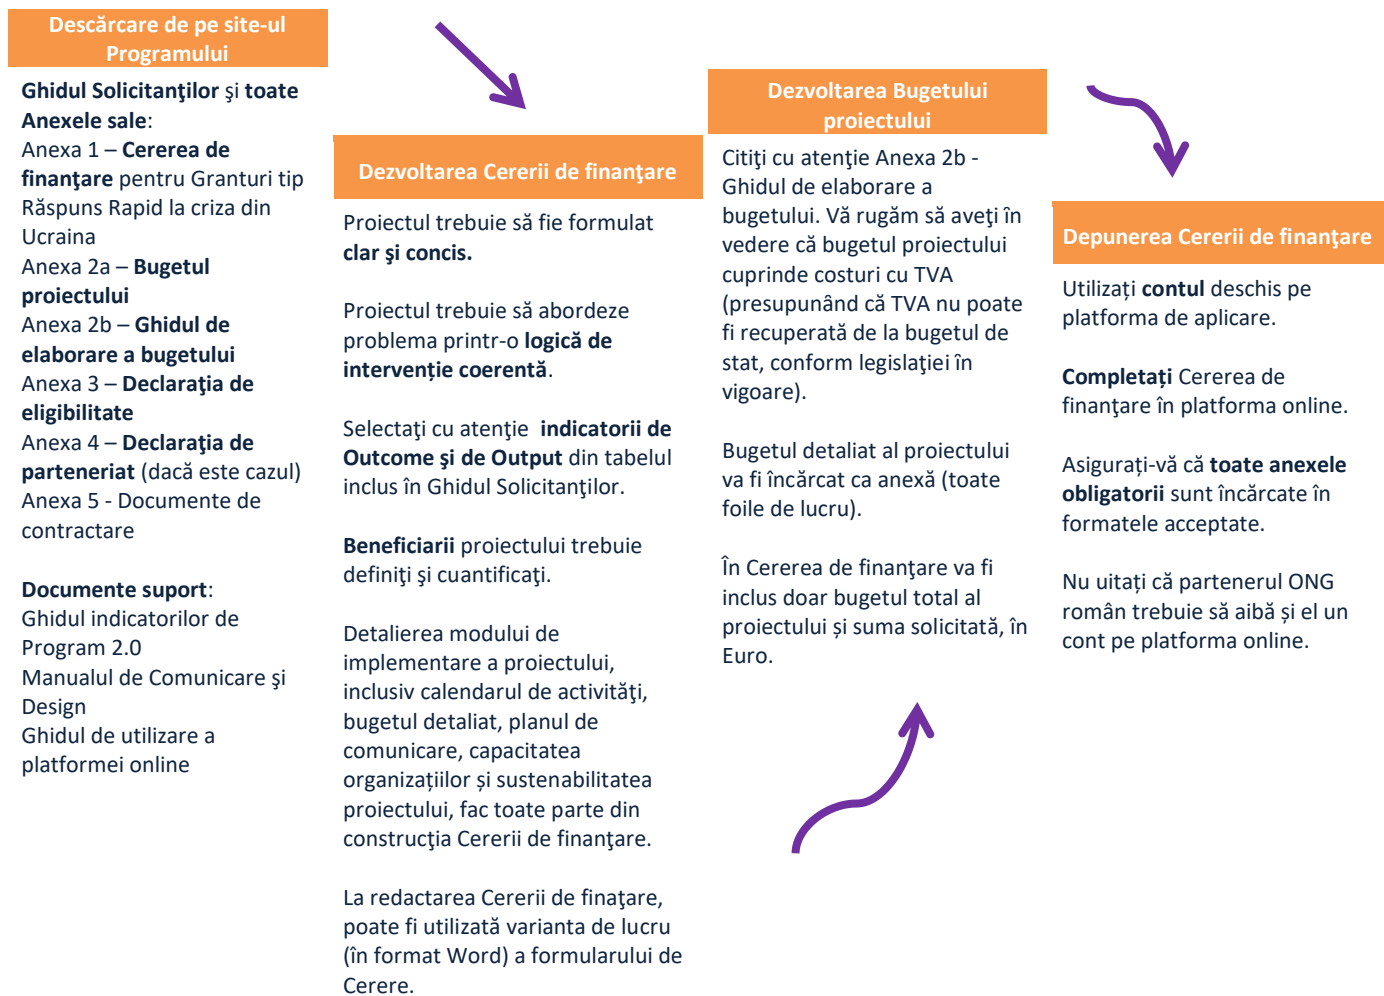 Descărcare de pe site-ul
Programului
Ghidul Solicitanţilor şi toate
Anexele sale:
Anexa 1 – Cererea de
finanţare pentru Granturi tip
Răspuns Rapid la criza din
Ucraina
Anexa 2a – Bugetul
proiectului
Anexa 2b – Ghidul de
elaborare a bugetului
Anexa 3 – Declaraţia de
eligibilitate
Anexa 4 – Declaraţia de
parteneriat (dacă este cazul)
Anexa 5 - Documente de
contractare
Documente suport:
Ghidul indicatorilor de
Program 2.0
Manualul de Comunicare şi
Design
Ghidul de utilizare a
platformei online
Dezvoltarea Cererii de finanţare
Proiectul trebuie să fie formulat
clar şi concis.
Proiectul trebuie să abordeze
problema printr-o logică de
intervenție coerentă.
Selectaţi cu atenţie indicatorii de
Outcome şi de Output din tabelul
inclus în Ghidul Solicitanţilor.
Beneficiarii proiectului trebuie
definiţi şi cuantificaţi.
Detalierea modului de
implementare a proiectului,
inclusiv calendarul de activităţi,
bugetul detaliat, planul de
comunicare, capacitatea
organizațiilor și sustenabilitatea
proiectului, fac toate parte din
construcţia Cererii de finanţare.
La redactarea Cererii de finaţare,
poate fi utilizată varianta de lucru
(în format Word) a formularului de
Cerere.
Dezvoltarea Bugetului
proiectului
Citiţi cu atenţie Anexa 2b -
Ghidul de elaborare a
bugetului. Vă rugăm să aveţi în
vedere că bugetul proiectului
cuprinde costuri cu TVA
(presupunând că TVA nu poate
fi recuperată de la bugetul de
stat, conform legislaţiei în
vigoare).
Bugetul detaliat al proiectului
va fi încărcat ca anexă (toate
foile de lucru).
În Cererea de finanţare va fi
inclus doar bugetul total al
proiectului și suma solicitată, în
Euro.
Depunerea Cererii de finanţare
Utilizați contul deschis pe
platforma de aplicare.
Completați Cererea de
finanţare în platforma online.
Asigurați-vă că toate anexele
obligatorii sunt încărcate în
formatele acceptate.
Nu uitați că partenerul ONG
român trebuie să aibă și el un
cont pe platforma online.